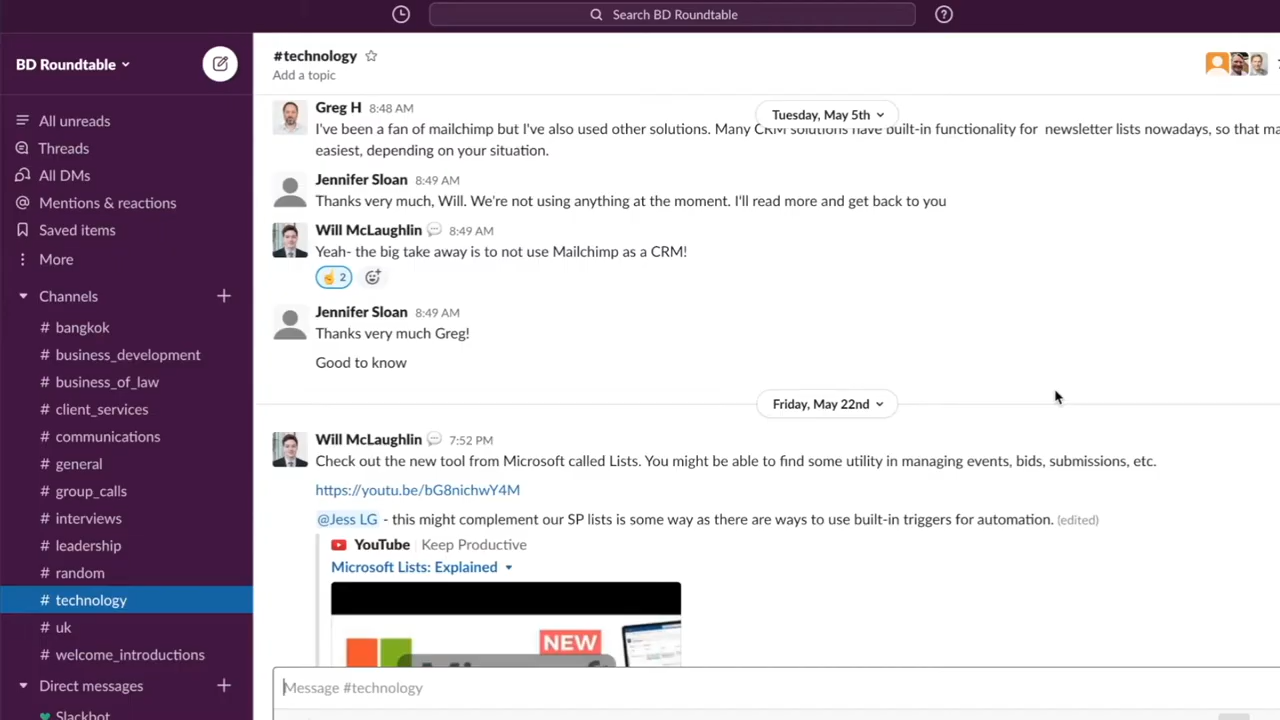 Search BD Roundtable
BD Roundtable
All unreads
Threads
All DMs
Mentions & reactions
Saved items
More
Channels
# bangkok
# business_development
# business_of_law
# client_services
# communications
# general
# group_calls
# interviews
# leadership
# random
# technology
# uk
# welcome_introductions
Direct messages
Slackbot
#technology
Add a topic
Tuesday, May 5th
Greg H 8:48 AM
I've been a fan of mailchimp but I've also used other solutions. Many CRM solutions have built-in functionality for newsletter lists nowadays, so that
easiest, depending on your situation.
Jennifer Sloan 8:49 AM
Thanks very much, Will. We're not using anything at the moment. I'll read more and get back to you
Will McLaughlin 8:49 AM
Yeah- the big take away is to not use Mailchimp as a CRM!
2
Jennifer Sloan 8:49 AM
Thanks very much Greg!
Good to know
Friday, May 22nd
Will McLaughlin 7:52 PM
Check out the new tool from Microsoft called Lists. You might be able to find some utility in managing events, bids, submissions, etc.
https://youtu.be/bG8nichwY4M
@Jess LG - this might complement our SP lists is some way as there are ways to use built-in triggers for automation. (edited)
YouTube Keep Productive
Microsoft Lists: Explained
NEW
Message #technology